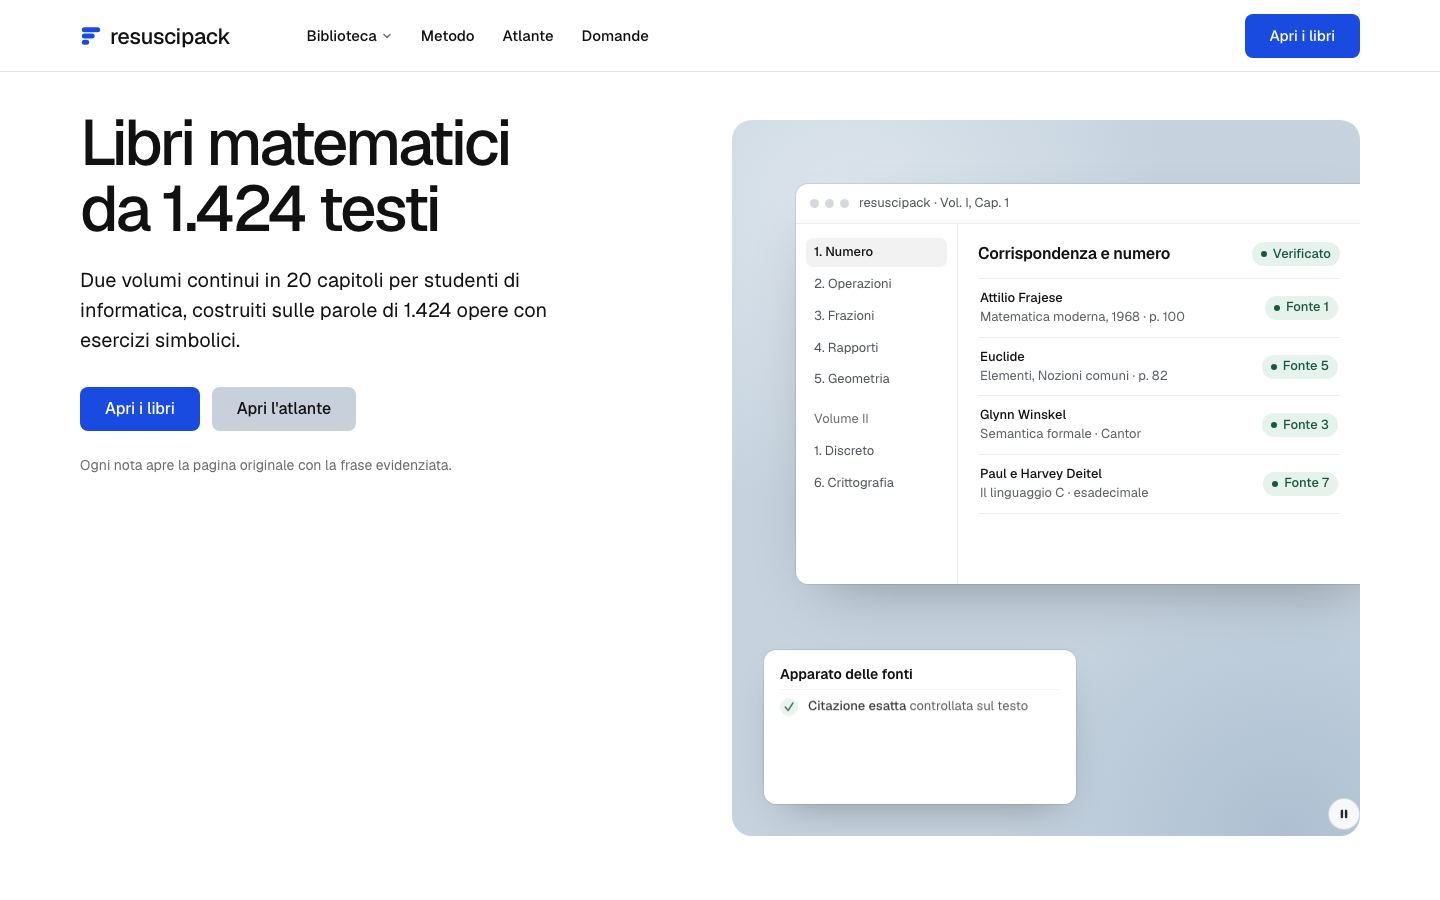 resuscipack
Biblioteca
Metodo
Atlante
Domande
Apri i libri
Libri matematici
da 1.424 testi
Due volumi continui in 20 capitoli per studenti di
informatica, costruiti sulle parole di 1.424 opere con
esercizi simbolici.
Apri i libri
Apri l'atlante
Ogni nota apre la pagina originale con la frase evidenziata.
resuscipack · Vol. I, Cap. 1
1. Numero
2. Operazioni
3. Frazioni
4. Rapporti
5. Geometria
Volume II
1. Discreto
6. Crittografia
Corrispondenza e numero
Verificato
Attilio Frajese
Matematica moderna, 1968 · p. 100
Fonte 1
Euclide
Elementi, Nozioni comuni · p. 82
Fonte 5
Glynn Winskel
Semantica formale · Cantor
Fonte 3
Paul e Harvey Deitel
Il linguaggio C · esadecimale
Fonte 7
Apparato delle fonti
Citazione esatta controllata sul testo